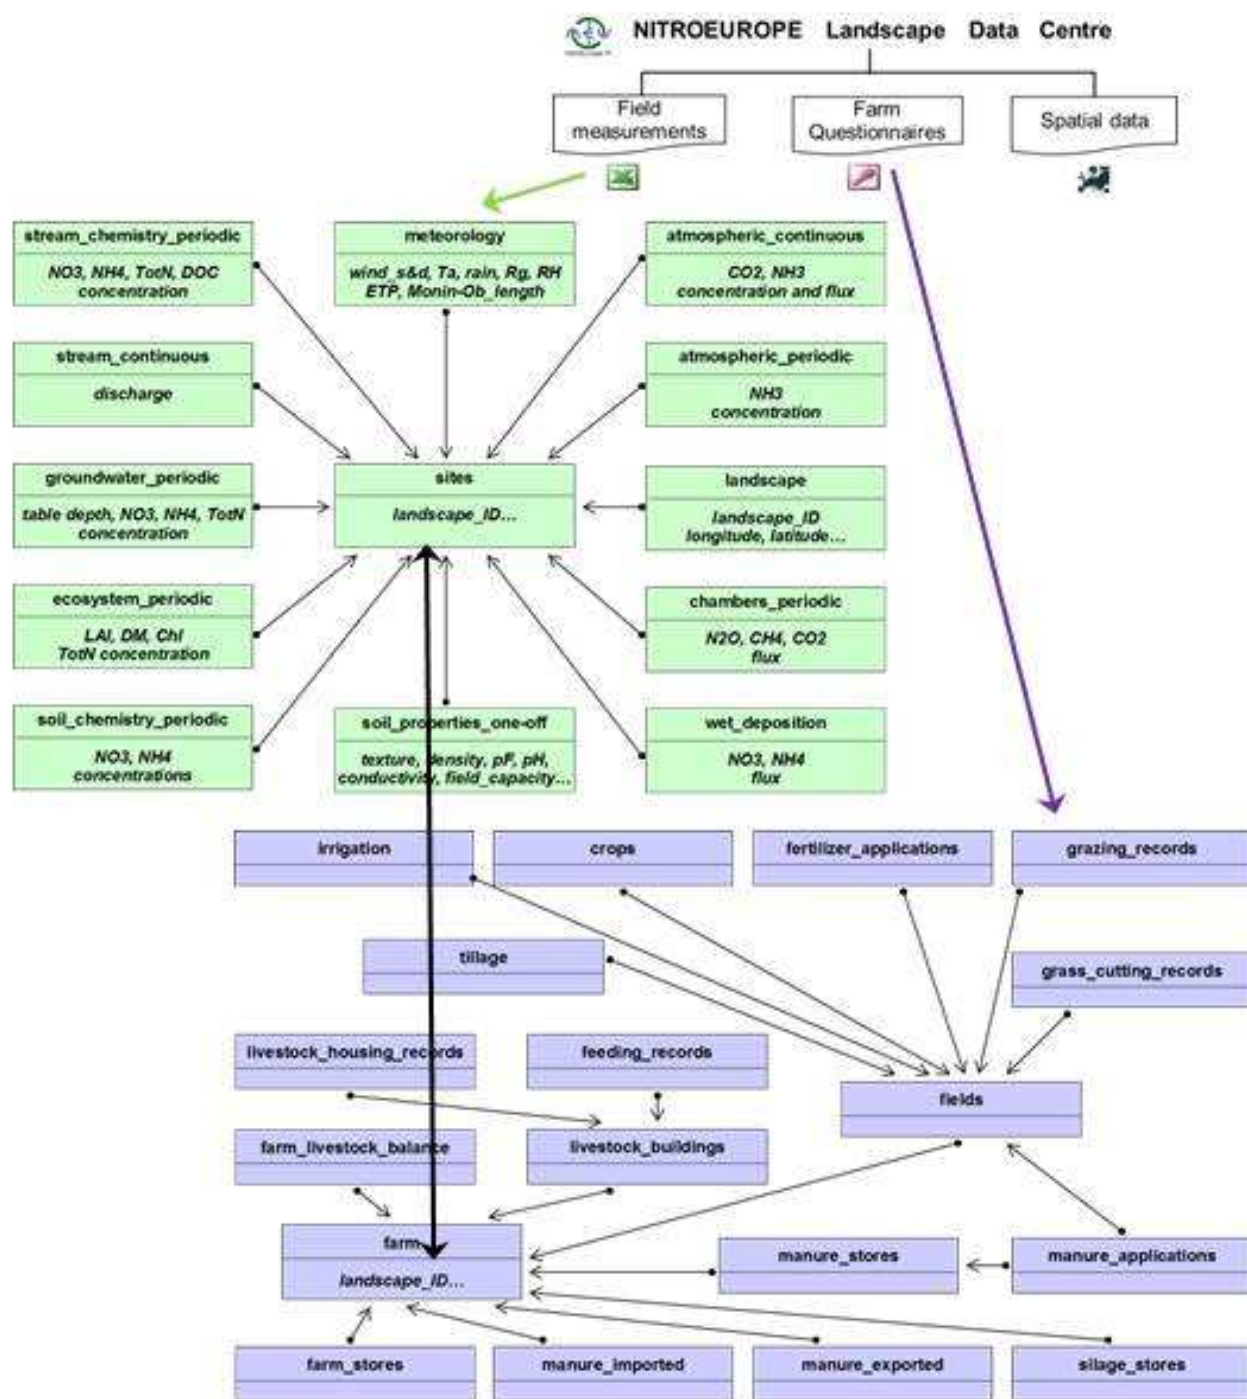 NITROEUROPE Landscape Data Centre
Field
measurements
Farm
Questionnaires
Spatial data
stream_chemistry_periodic
NO3, NH4, TotN, DOC
concentration
meteorology
wind_s&d, Ta, rain, Rg, RH
ETP, Monin-Ob_length
atmospheric_continuous
CO2, NH3
concentration and flux
stream_continuous
discharge
atmospheric_periodic
NH3
concentration
groundwater_periodic
table depth, NO3, NH4, TotN
concentration
sites
landscape_ID...
landscape
landscape_ID
longitude, latitude...
ecosystem_periodic
LAI, DM, Chl
TotN concentration
chambers_periodic
N2O, CH4, CO2
flux
soil_chemistry_periodic
NO3, NH4
concentrations
soil_properties_one-off
texture, density, pF, pH,
conductivity, field_capacity...
wet_deposition
NO3, NH4
flux
irrigation
crops
fertilizer_applications
grazing_records
tillage
grass_cutting_records
livestock_housing_records
feeding_records
fields
farm_livestock_balance
livestock_buildings
farm
landscape_ID...
manure_stores
manure_applications
farm_stores
manure_imported
manure_exported
silage_stores